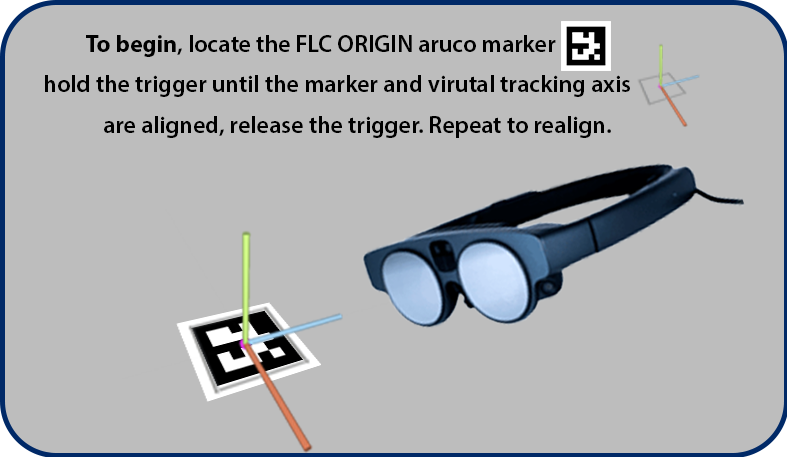 To begin, locate the FLC ORIGIN aruco marker
hold the trigger until the marker and virutal tracking axis
are aligned, release the trigger. Repeat to realign.